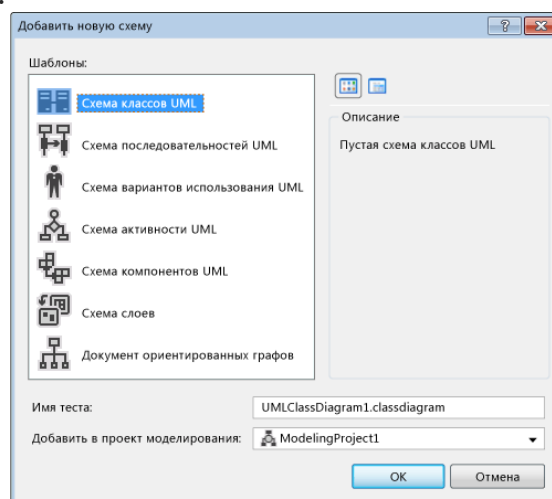 Добавить новую схему
Шаблоны:
Схема классов UML
Схема последовательностей UML
Схема вариантов использования UML
Схема активности UML
Схема компонентов UML
Схема слоев
Документ ориентированных графов
Описание
Пустая схема классов UML
Имя теста:
UMLClassDiagram1.classdiagram
Добавить в проект моделирования:
ModelingProject1
OK
Отмена